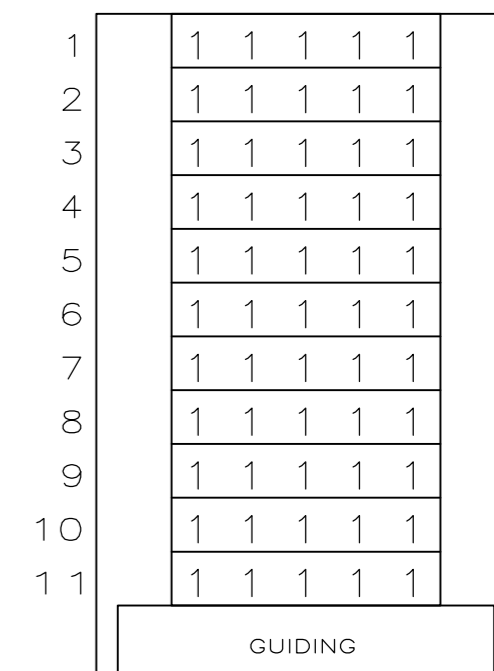 1 1 1 1 1 1
2 1 1 1 1 1
3 1 1 1 1 1
4 1 1 1 1 1
5 1 1 1 1 1
6 1 1 1 1 1
7 1 1 1 1 1
8 1 1 1 1 1
9 1 1 1 1 1
10 1 1 1 1 1
11 1 1 1 1 1
GUIDING